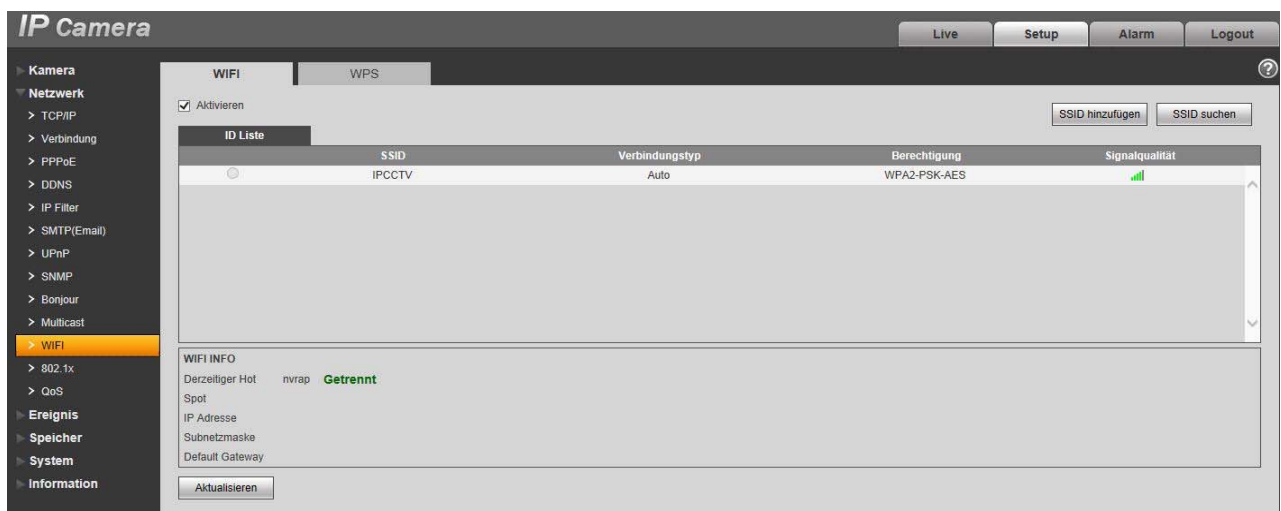 IP Camera
Live Setup Alarm Logout
Kamera
Netzwerk
TCP/IP
Verbindung
PPPoE
DDNS
IP Filter
SMTP(Email)
UPnP
SNMP
Bonjour
Multicast
WIFI
802.1x
QoS
Ereignis
Speicher
System
Information
WIFI WPS
?
Aktivieren
SSID hinzufügen SSID suchen
ID Liste
SSID Verbindungstyp Berechtigung Signalqualität
IPCCTV Auto WPA2-PSK-AES
WIFI INFO
Derzeitiger Hot nvrap Getrennt
Spot
IP Adresse
Subnetzmaske
Default Gateway
Aktualisieren